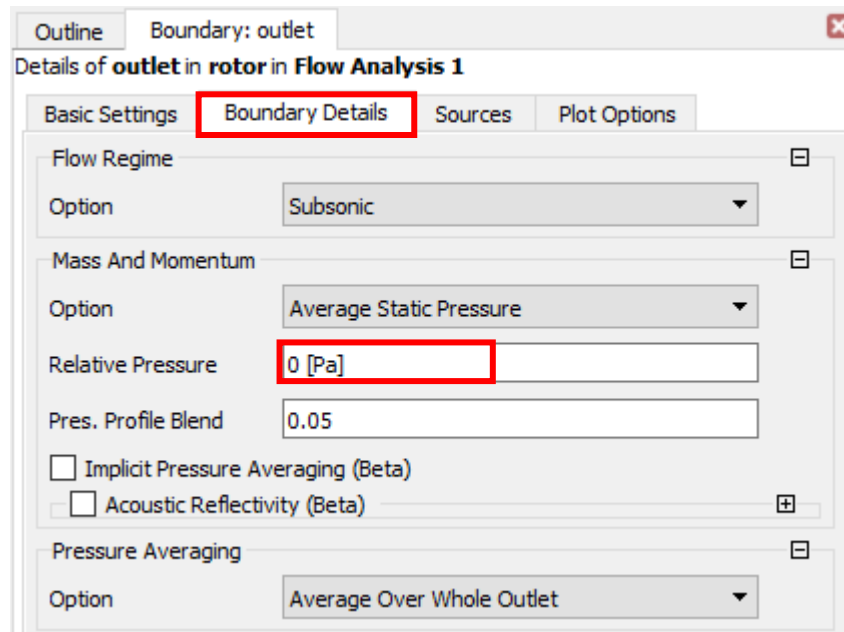 Outline Boundary: outlet
Details of outlet in rotor in Flow Analysis 1
Basic Settings Boundary Details Sources Plot Options
Flow Regime
Option Subsonic
Mass And Momentum
Option Average Static Pressure
Relative Pressure 0 [Pa]
Pres. Profile Blend 0.05
Implicit Pressure Averaging (Beta)
Acoustic Reflectivity (Beta)
Pressure Averaging
Option Average Over Whole Outlet